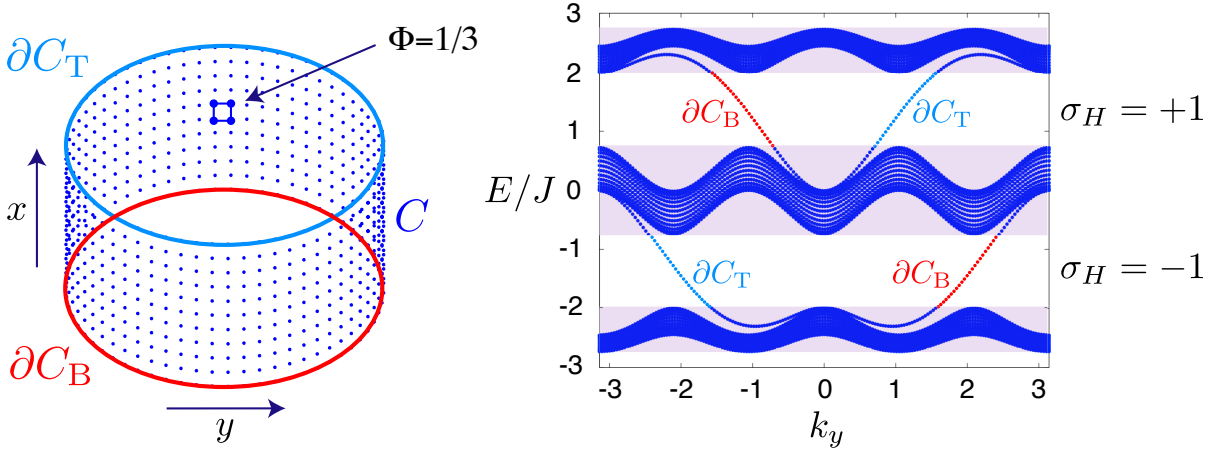 ∂C_T
Φ=1/3
x
C
∂C_B
y
3
2
1
0
-1
-2
-3
E/J
∂C_B
∂C_T
∂C_T
∂C_B
-3 -2 -1 0 1 2 3
k_y
σ_H = +1
σ_H = -1